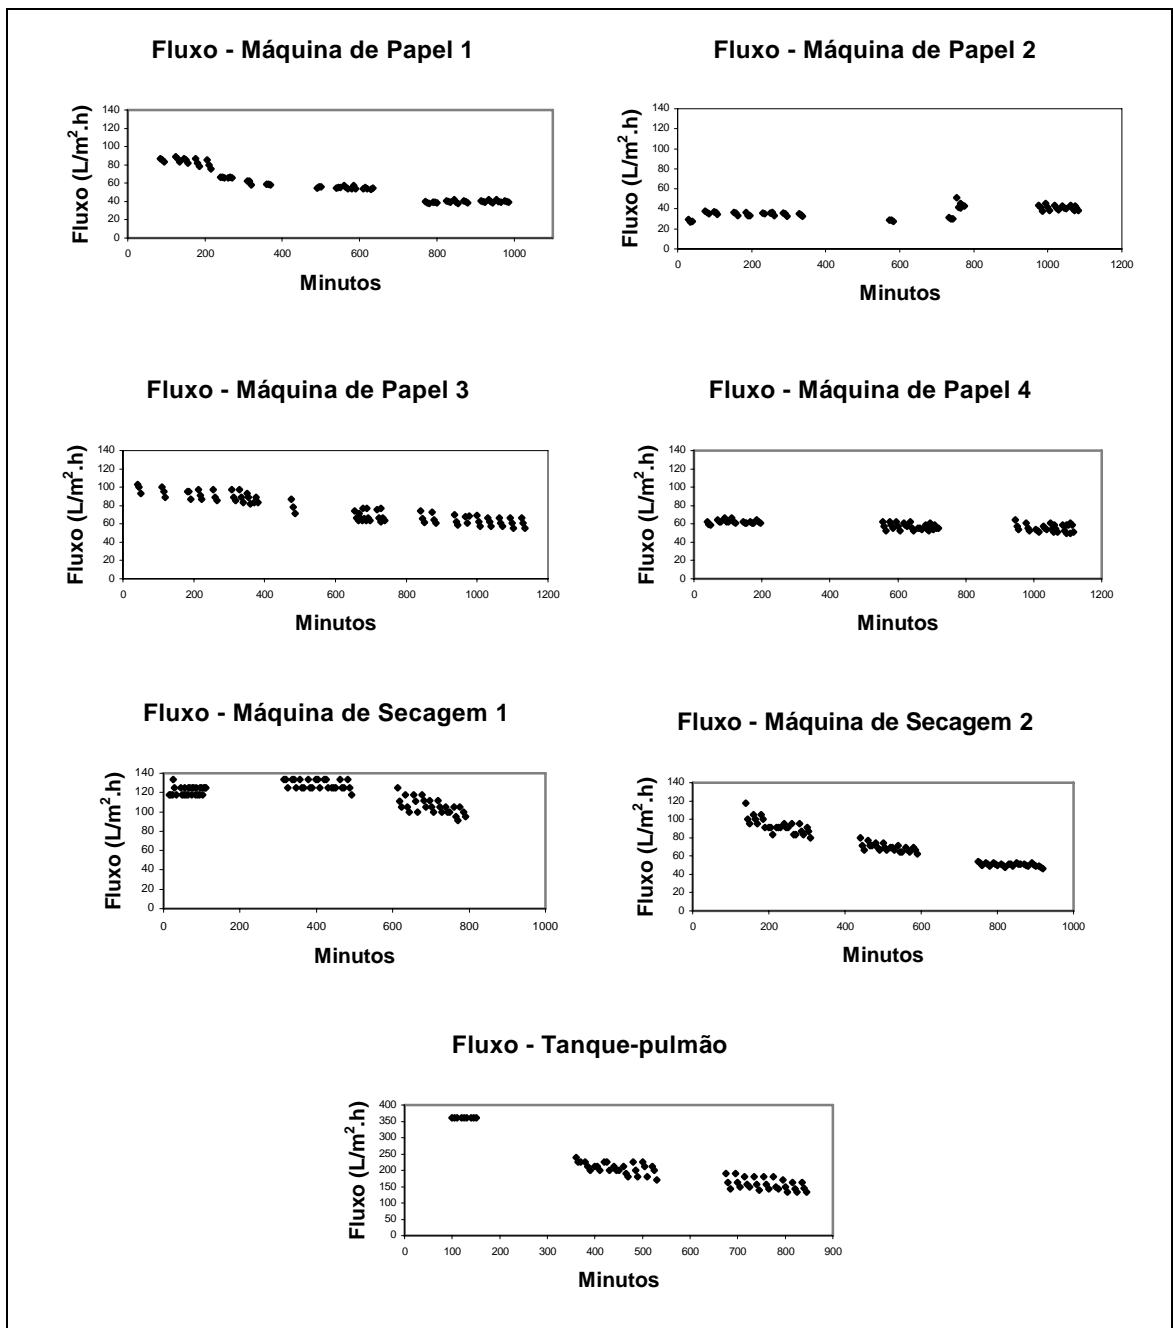 Fluxo - Máquina de Papel 1
Fluxo (L/m².h)
140
120
100
80
60
40
20
0
0 200 400 600 800 1000
Minutos
Fluxo - Máquina de Papel 2
Fluxo (L/m².h)
140
120
100
80
60
40
20
0
0 200 400 600 800 1000 1200
Minutos
Fluxo - Máquina de Papel 3
Fluxo (L/m².h)
140
120
100
80
60
40
20
0
0 200 400 600 800 1000 1200
Minutos
Fluxo - Máquina de Papel 4
Fluxo (L/m².h)
140
120
100
80
60
40
20
0
0 200 400 600 800 1000 1200
Minutos
Fluxo - Máquina de Secagem 1
Fluxo (L/m².h)
140
120
100
80
60
40
20
0
0 200 400 600 800 1000
Minutos
Fluxo - Máquina de Secagem 2
Fluxo (L/m².h)
140
120
100
80
60
40
20
0
0 200 400 600 800 1000
Minutos
Fluxo - Tanque-pulmão
Fluxo (L/m².h)
400
350
300
250
200
150
100
50
0
0 100 200 300 400 500 600 700 800 900
Minutos